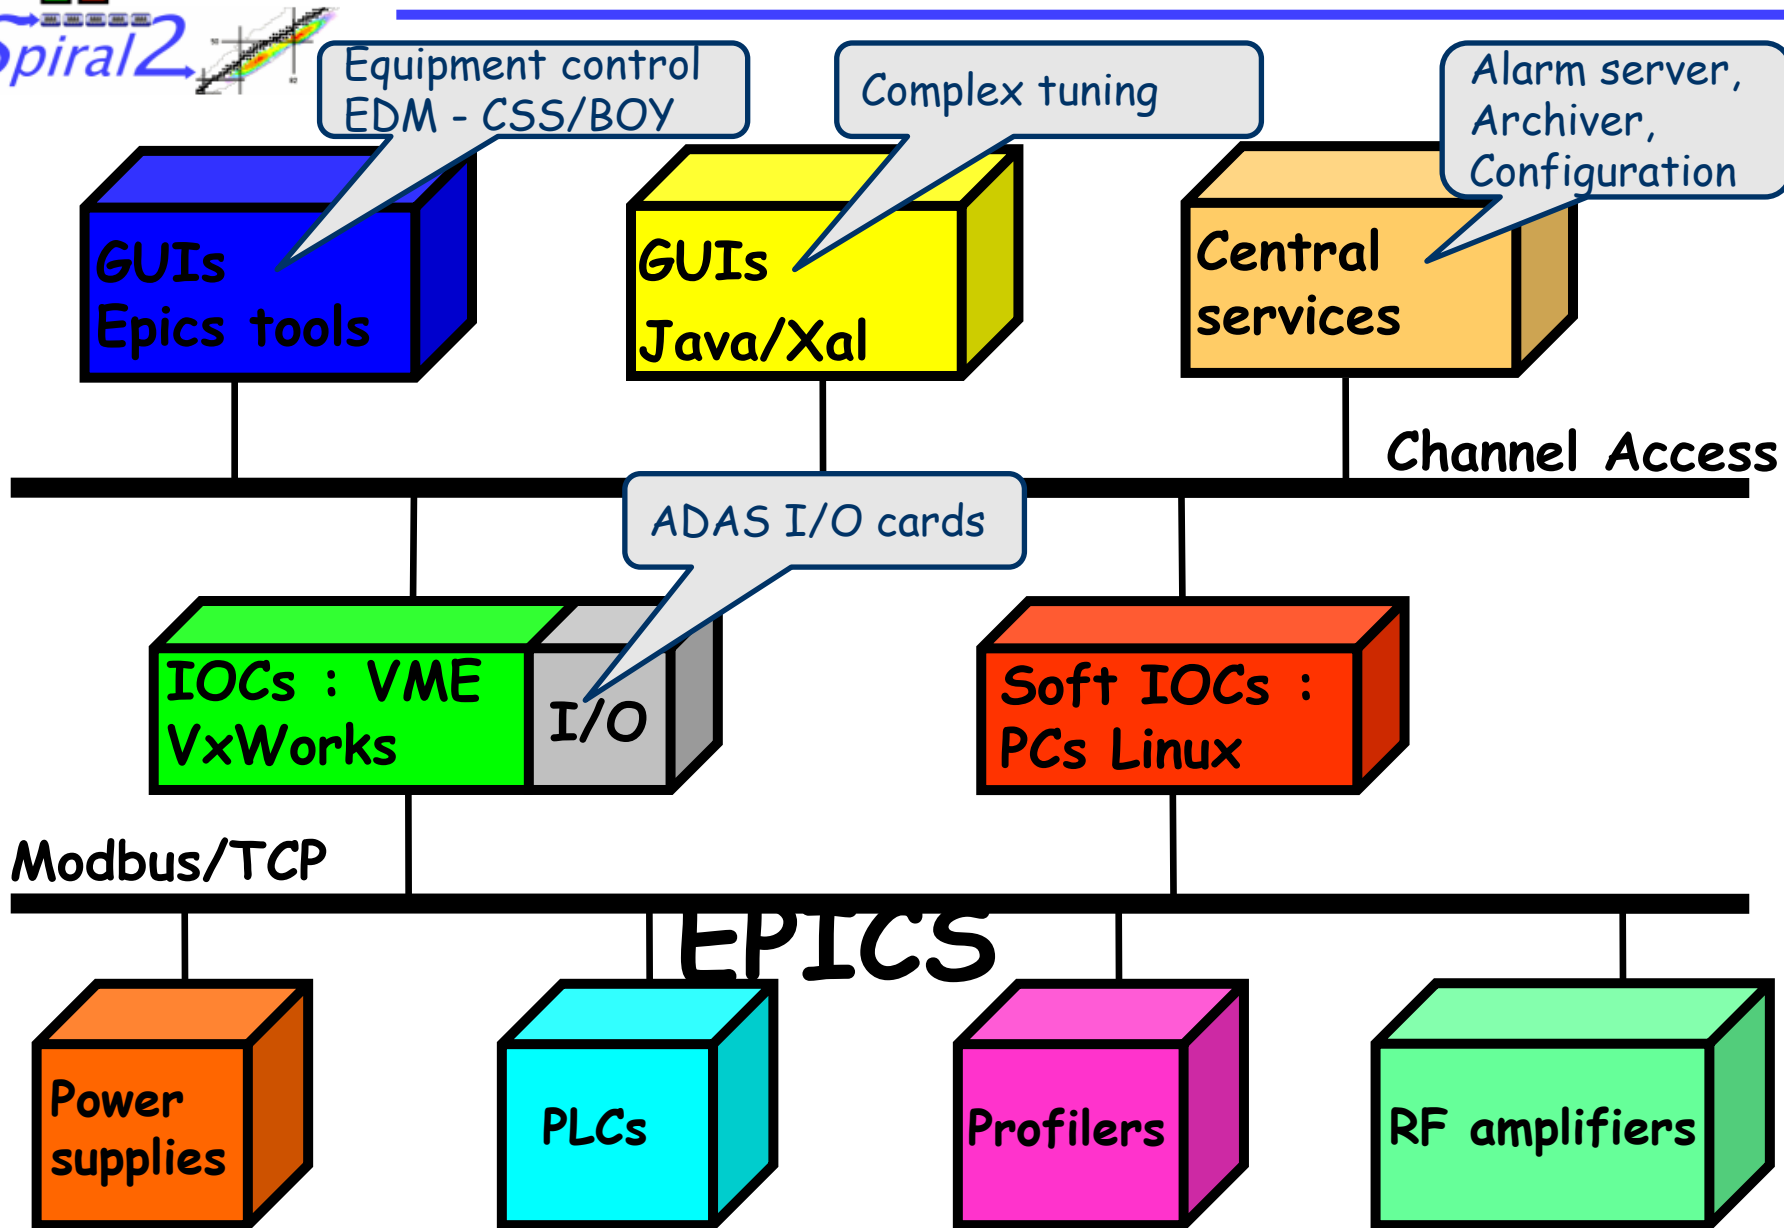 Spiral2
Equipment control
EDM - CSS/BOY
Complex tuning
Alarm server,
Archiver,
Configuration
GUIs
Epics tools
GUIs
Java/Xal
Central
services
Channel Access
ADAS I/O cards
IOCs : VME
VxWorks
I/O
Soft IOCs :
PCs Linux
Modbus/TCP
EPICS
Power
supplies
PLCs
Profilers
RF amplifiers